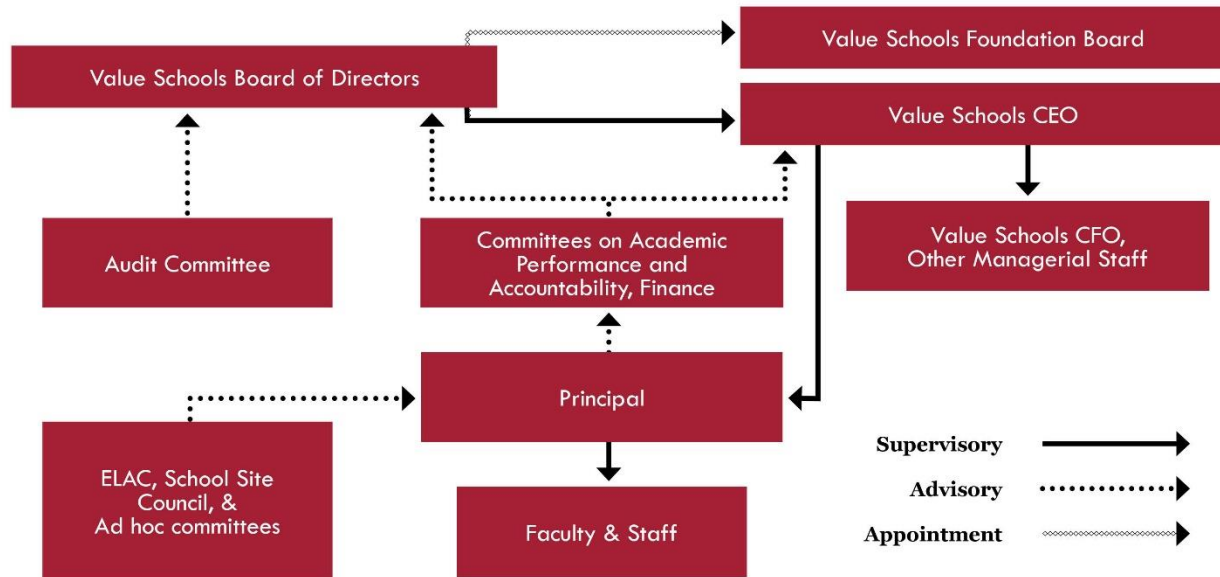 Value Schools Board of Directors
Value Schools Foundation Board
Value Schools CEO
Audit Committee
Committees on Academic
Performance and
Accountability, Finance
Value Schools CFO,
Other Managerial Staff
Principal
ELAC, School Site
Council, &
Ad hoc committees
Faculty & Staff
Supervisory
Advisory
Appointment